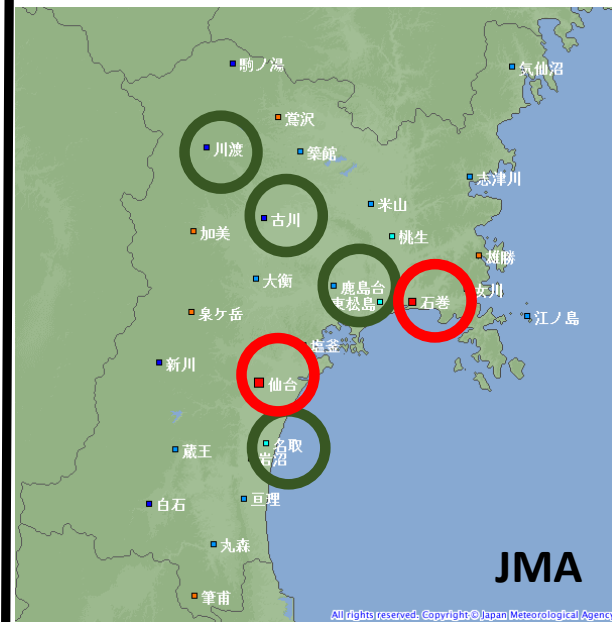 駒ノ湯
気仙沼
鶯沢
川渡
築館
志津川
米山
古川
加美
桃生
雄勝
大衡
鹿島台
女川
東松島
石巻
泉ケ岳
江ノ島
塩釜
新川
仙台
名取
蔵王
岩沼
亘理
白石
丸森
JMA
筆甫
All rights reserved. Copyright © Japan Meteorological Agency